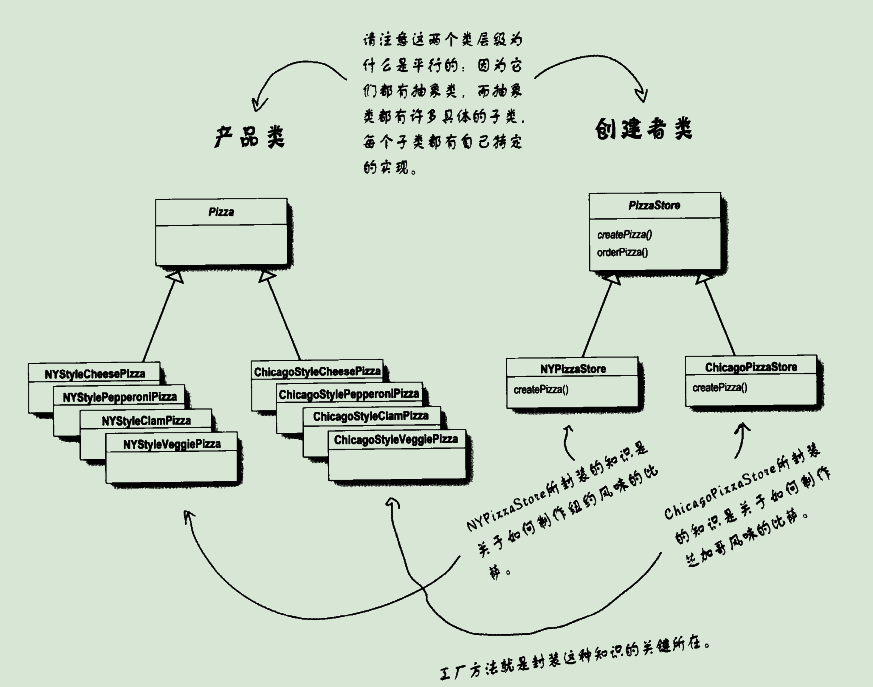 请注意这两个类层级为
什么是平行的：因为它
们都有抽象类，而抽象
类都有许多具体的子类，
每个子类都有自己特定
的实现。
产品类
创建者类
Pizza
PizzaStore
createPizza()
orderPizza()
NYStyleCheesePizza
NYStylePepperoniPizza
NYStyleClamPizza
NYStyleVeggiePizza
ChicagoStyleCheesePizza
ChicagoStylePepperoniPizza
ChicagoStyleClamPizza
ChicagoStyleVeggiePizza
NYPizzaStore
createPizza()
ChicagoPizzaStore
createPizza()
NYPizzaStore所封装的知识是
关于如何制作纽约风味的比
萨。
ChicagoPizzaStore所封装
的知识是关于如何制作
芝加哥风味的比萨。
工厂方法就是封装这种知识的关键所在。